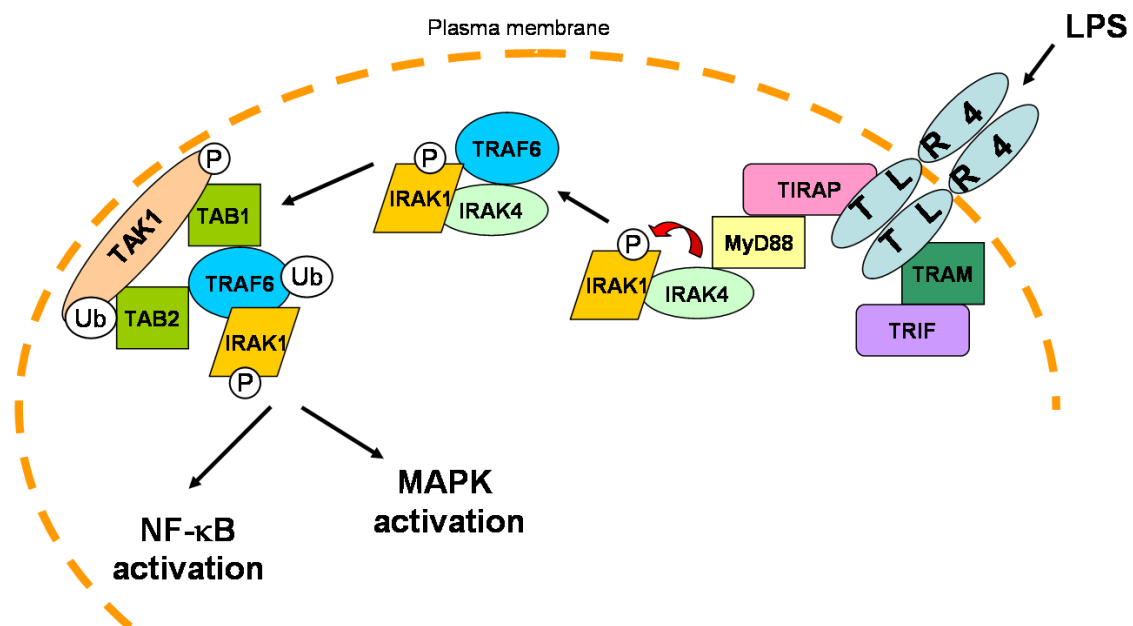 Plasma membrane
LPS
TLR4
TLR4
TIRAP
MyD88
TRAM
TRIF
P
IRAK1
IRAK4
P
TRAF6
IRAK1
IRAK4
P
TAK1
TAB1
TRAF6
Ub
Ub
TAB2
IRAK1
P
MAPK
activation
NF-κB
activation